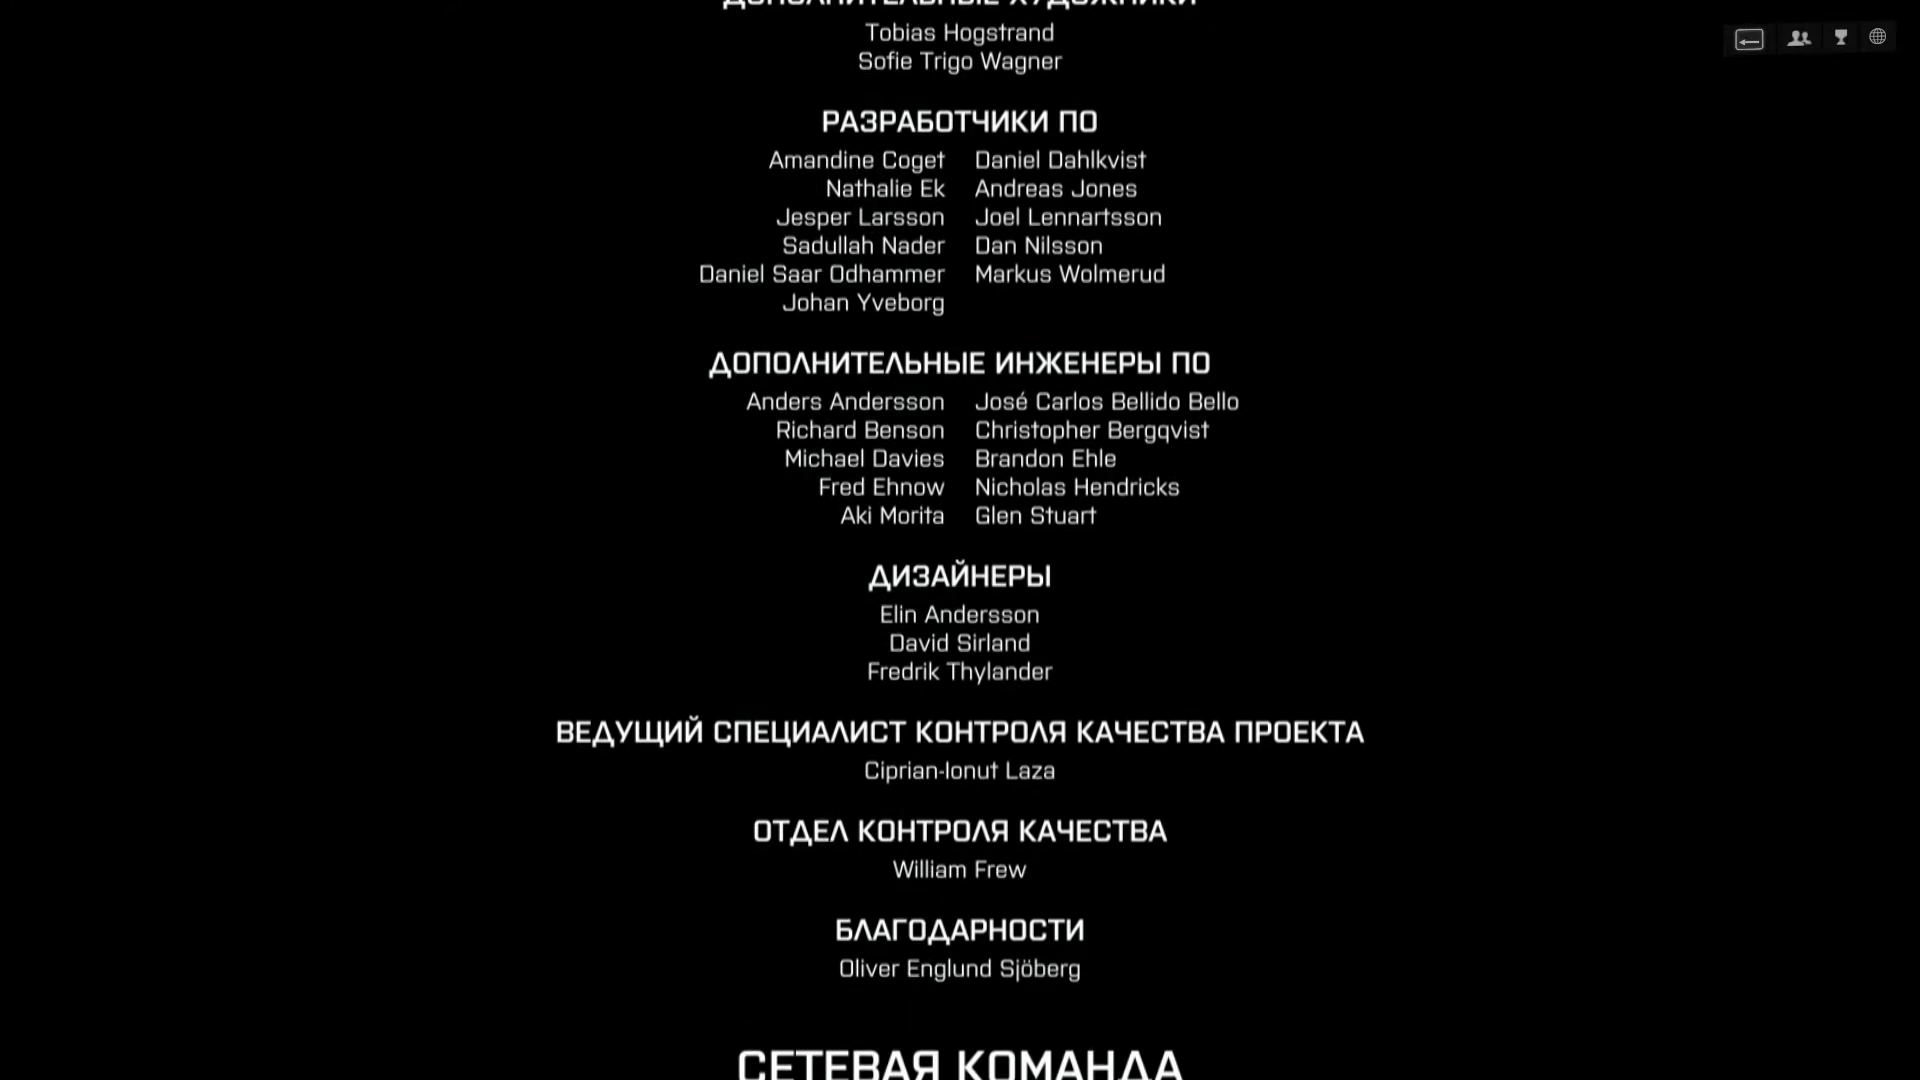 ДОПОЛНИТЕЛЬНЫЕ ХУДОЖНИКИ
Tobias Hogstrand
Sofie Trigo Wagner
РАЗРАБОТЧИКИ ПО
Amandine Coget Daniel Dahlkvist
Nathalie Ek Andreas Jones
Jesper Larsson Joel Lennartsson
Sadullah Nader Dan Nilsson
Daniel Saar Odhammer Markus Wolmerud
Johan Yveborg
ДОПОЛНИТЕЛЬНЫЕ ИНЖЕНЕРЫ ПО
Anders Andersson José Carlos Bellido Bello
Richard Benson Christopher Bergqvist
Michael Davies Brandon Ehle
Fred Ehnow Nicholas Hendricks
Aki Morita Glen Stuart
ДИЗАЙНЕРЫ
Elin Andersson
David Sirland
Fredrik Thylander
ВЕДУЩИЙ СПЕЦИАЛИСТ КОНТРОЛЯ КАЧЕСТВА ПРОЕКТА
Ciprian-Ionut Laza
ОТДЕЛ КОНТРОЛЯ КАЧЕСТВА
William Frew
БЛАГОДАРНОСТИ
Oliver Englund Sjöberg
СЕТЕВАЯ КОМАНДА